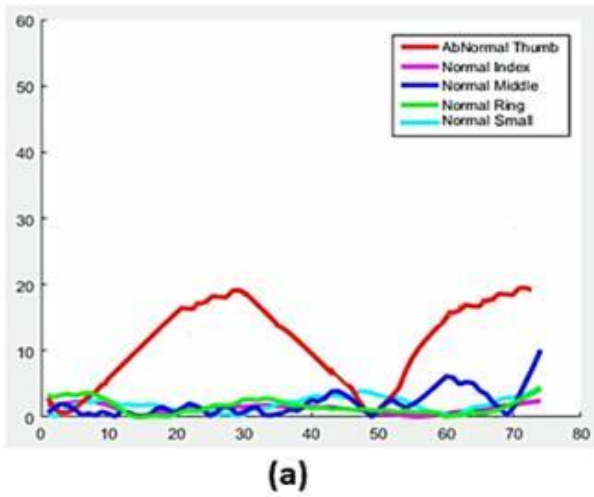 60
50
40
30
20
10
0
AbNormal Thumb
Normal Index
Normal Middle
Normal Ring
Normal Small
0 10 20 30 40 50 60 70 80
(a)